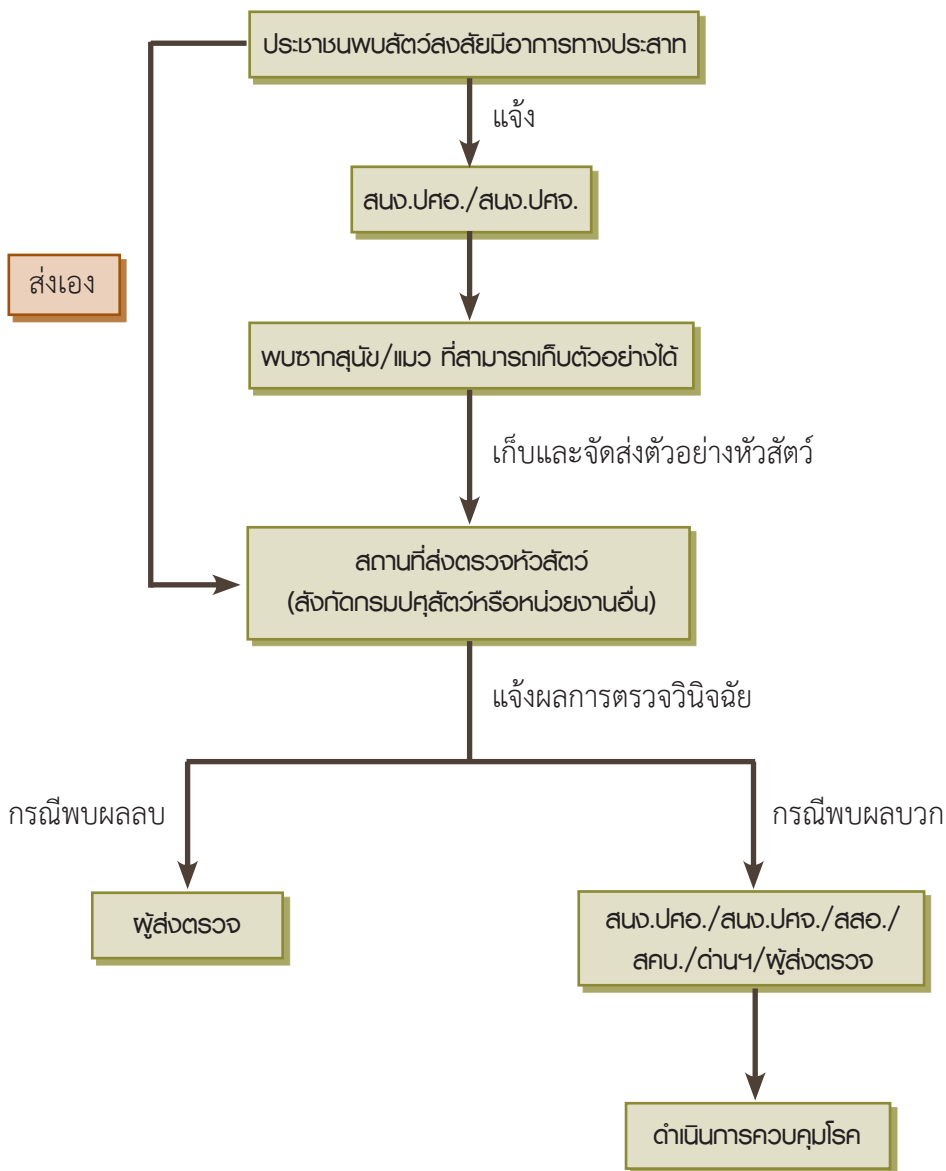 ประชาชนพบสัตว์สงสัยมีอาการทางประสาท
แจ้ง
สนง.ปศอ./สนง.ปศจ.
ส่งเอง
พบซากสุนัข/แมว ที่สามารถเก็บตัวอย่างได้
เก็บและจัดส่งตัวอย่างหัวสัตว์
สถานที่ส่งตรวจหัวสัตว์
(สังกัดกรมปศุสัตว์หรือหน่วยงานอื่น)
แจ้งผลการตรวจวินิจฉัย
กรณีพบผลลบ
กรณีพบผลบวก
ผู้ส่งตรวจ
สนง.ปศอ./สนง.ปศจ./สสอ./
สคบ./ด่านฯ/ผู้ส่งตรวจ
ดำเนินการควบคุมโรค